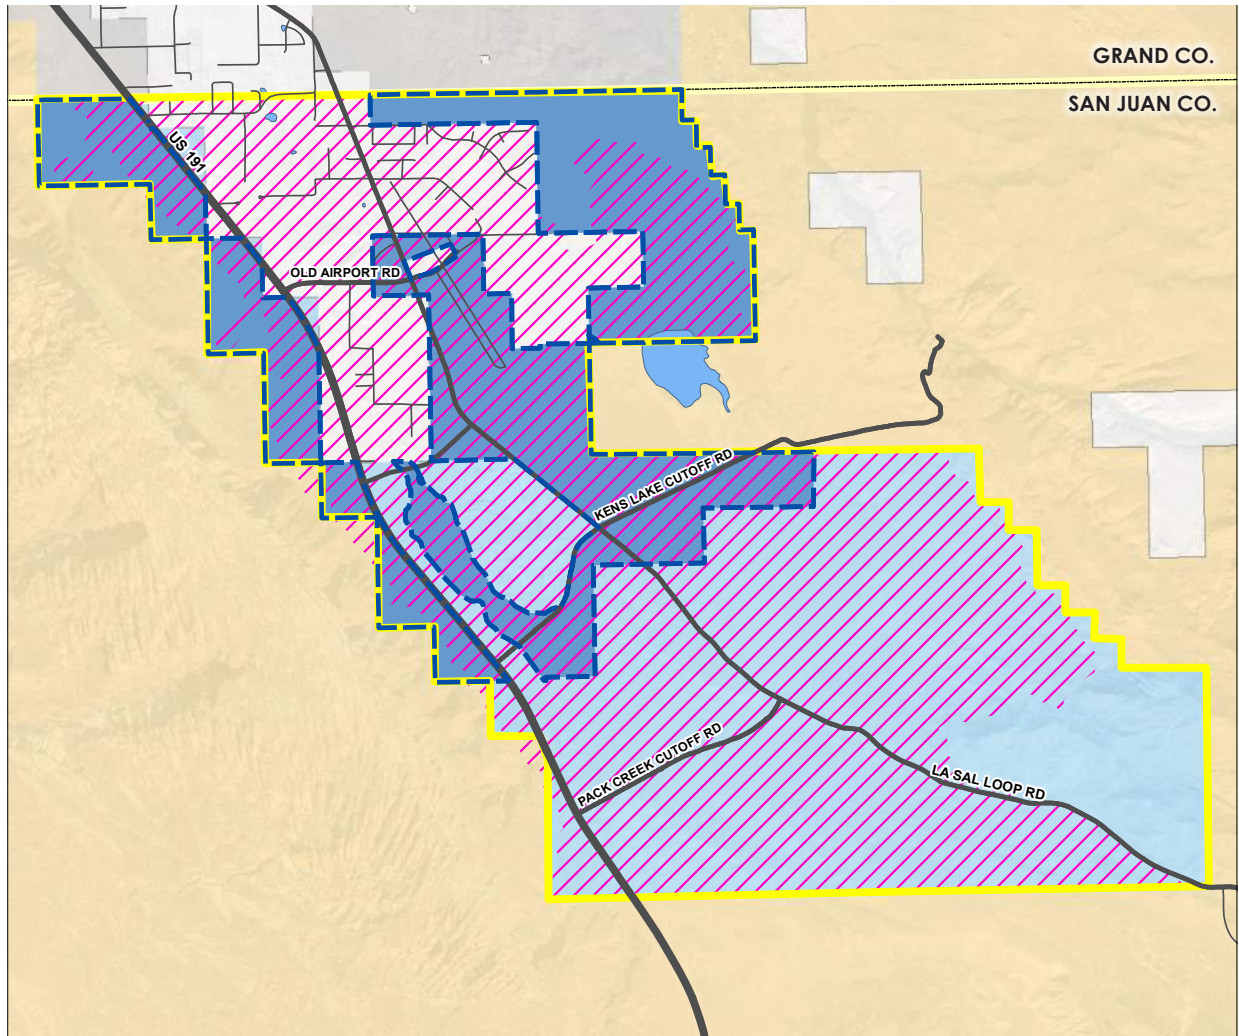 GRAND CO.
SAN JUAN CO.
US 191
OLD AIRPORT RD
KENS LAKE CUTOFF RD
PACK CREEK CUTOFF RD
LA SAL LOOP RD